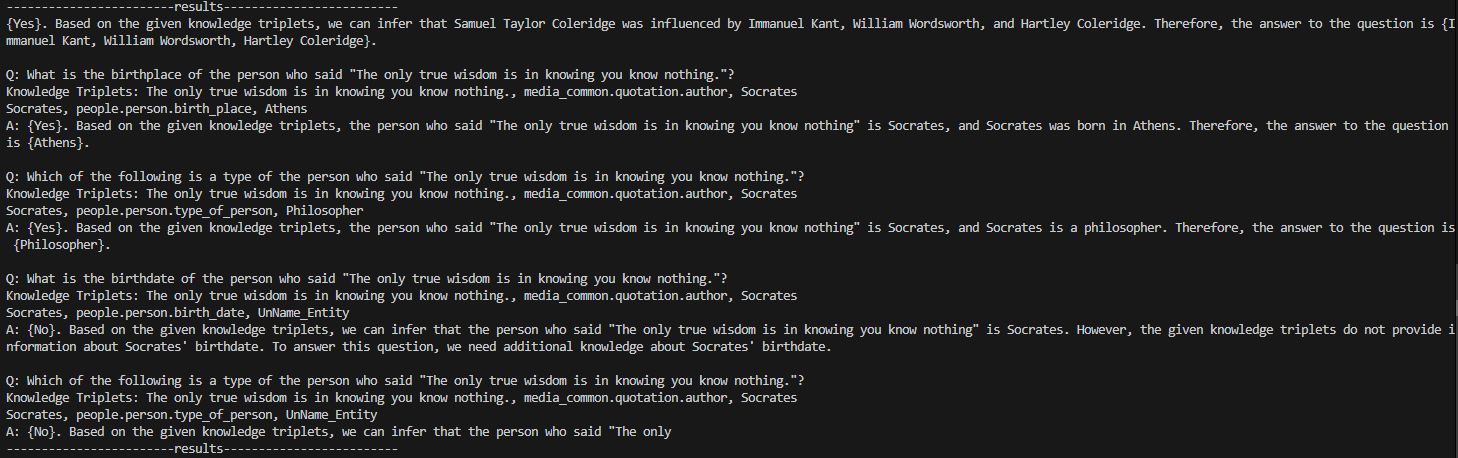 ------------------------results-------------------------
{Yes}. Based on the given knowledge triplets, we can infer that Samuel Taylor Coleridge was influenced by Immanuel Kant, William Wordsworth, and Hartley Coleridge. Therefore, the answer to the question is {I
mmanuel Kant, William Wordsworth, Hartley Coleridge}.

Q: What is the birthplace of the person who said "The only true wisdom is in knowing you know nothing."?
Knowledge Triplets: The only true wisdom is in knowing you know nothing., media_common.quotation.author, Socrates
Socrates, people.person.birth_place, Athens
A: {Yes}. Based on the given knowledge triplets, the person who said "The only true wisdom is in knowing you know nothing" is Socrates, and Socrates was born in Athens. Therefore, the answer to the question
is {Athens}.

Q: Which of the following is a type of the person who said "The only true wisdom is in knowing you know nothing."?
Knowledge Triplets: The only true wisdom is in knowing you know nothing., media_common.quotation.author, Socrates
Socrates, people.person.type_of_person, Philosopher
A: {Yes}. Based on the given knowledge triplets, the person who said "The only true wisdom is in knowing you know nothing" is Socrates, and Socrates is a philosopher. Therefore, the answer to the question is
 {Philosopher}.

Q: What is the birthdate of the person who said "The only true wisdom is in knowing you know nothing."?
Knowledge Triplets: The only true wisdom is in knowing you know nothing., media_common.quotation.author, Socrates
Socrates, people.person.birth_date, UnName_Entity
A: {No}. Based on the given knowledge triplets, we can infer that the person who said "The only true wisdom is in knowing you know nothing" is Socrates. However, the given knowledge triplets do not provide i
nformation about Socrates' birthdate. To answer this question, we need additional knowledge about Socrates' birthdate.

Q: Which of the following is a type of the person who said "The only true wisdom is in knowing you know nothing."?
Knowledge Triplets: The only true wisdom is in knowing you know nothing., media_common.quotation.author, Socrates
Socrates, people.person.type_of_person, UnName_Entity
A: {No}. Based on the given knowledge triplets, we can infer that the person who said "The only
------------------------results-------------------------